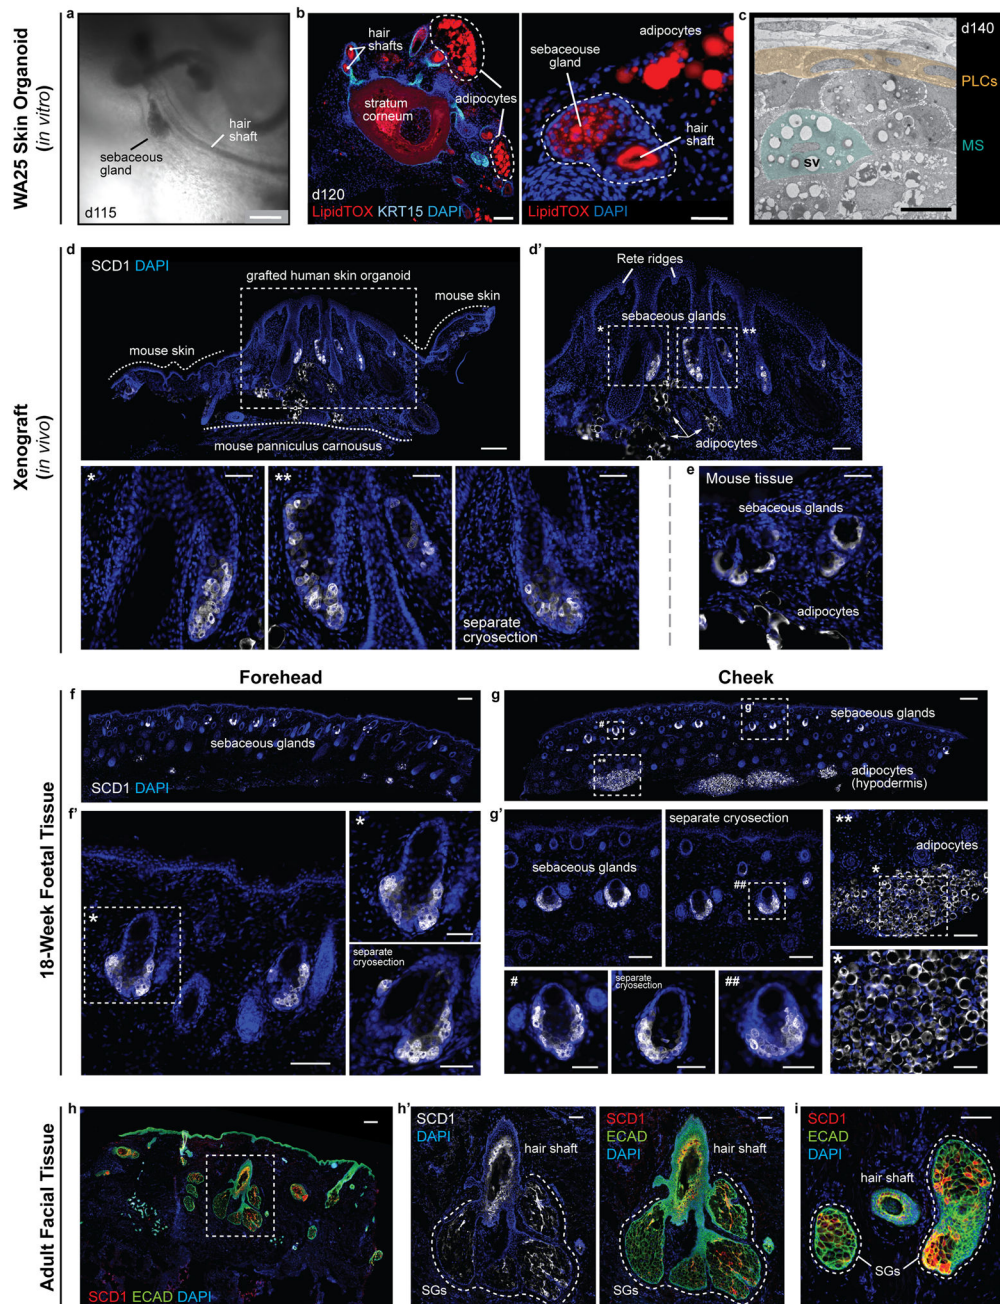 WA25 Skin Organoid
(in vitro)
a
sebaceous
gland
hair
shaft
d115
b
hair
shafts
stratum
corneum
adipocytes
d120
LipidTOX KRT15 DAPI
adipocytes
sebaceouse
gland
hair
shaft
LipidTOX DAPI
c
d140
PLCs
MS
sv
Xenograft
(in vivo)
d
SCD1 DAPI
grafted human skin organoid
mouse skin
mouse skin
mouse panniculus carnousus
d'
Rete ridges
sebaceous glands
*
**
adipocytes
*
**
separate
cryosection
e
Mouse tissue
sebaceous glands
adipocytes
18-Week Foetal Tissue
Forehead
Cheek
f
sebaceous glands
SCD1 DAPI
g
#
g'
sebaceous glands
**
adipocytes
(hypodermis)
f'
*
*
separate
cryosection
g'
sebaceous glands
separate cryosection
##
**
adipocytes
*
#
separate
cryosection
##
*
Adult Facial Tissue
h
SCD1 ECAD DAPI
h'
SCD1
DAPI
hair shaft
SGs
SCD1
ECAD
DAPI
hair shaft
i
SCD1
ECAD
DAPI
hair shaft
SGs